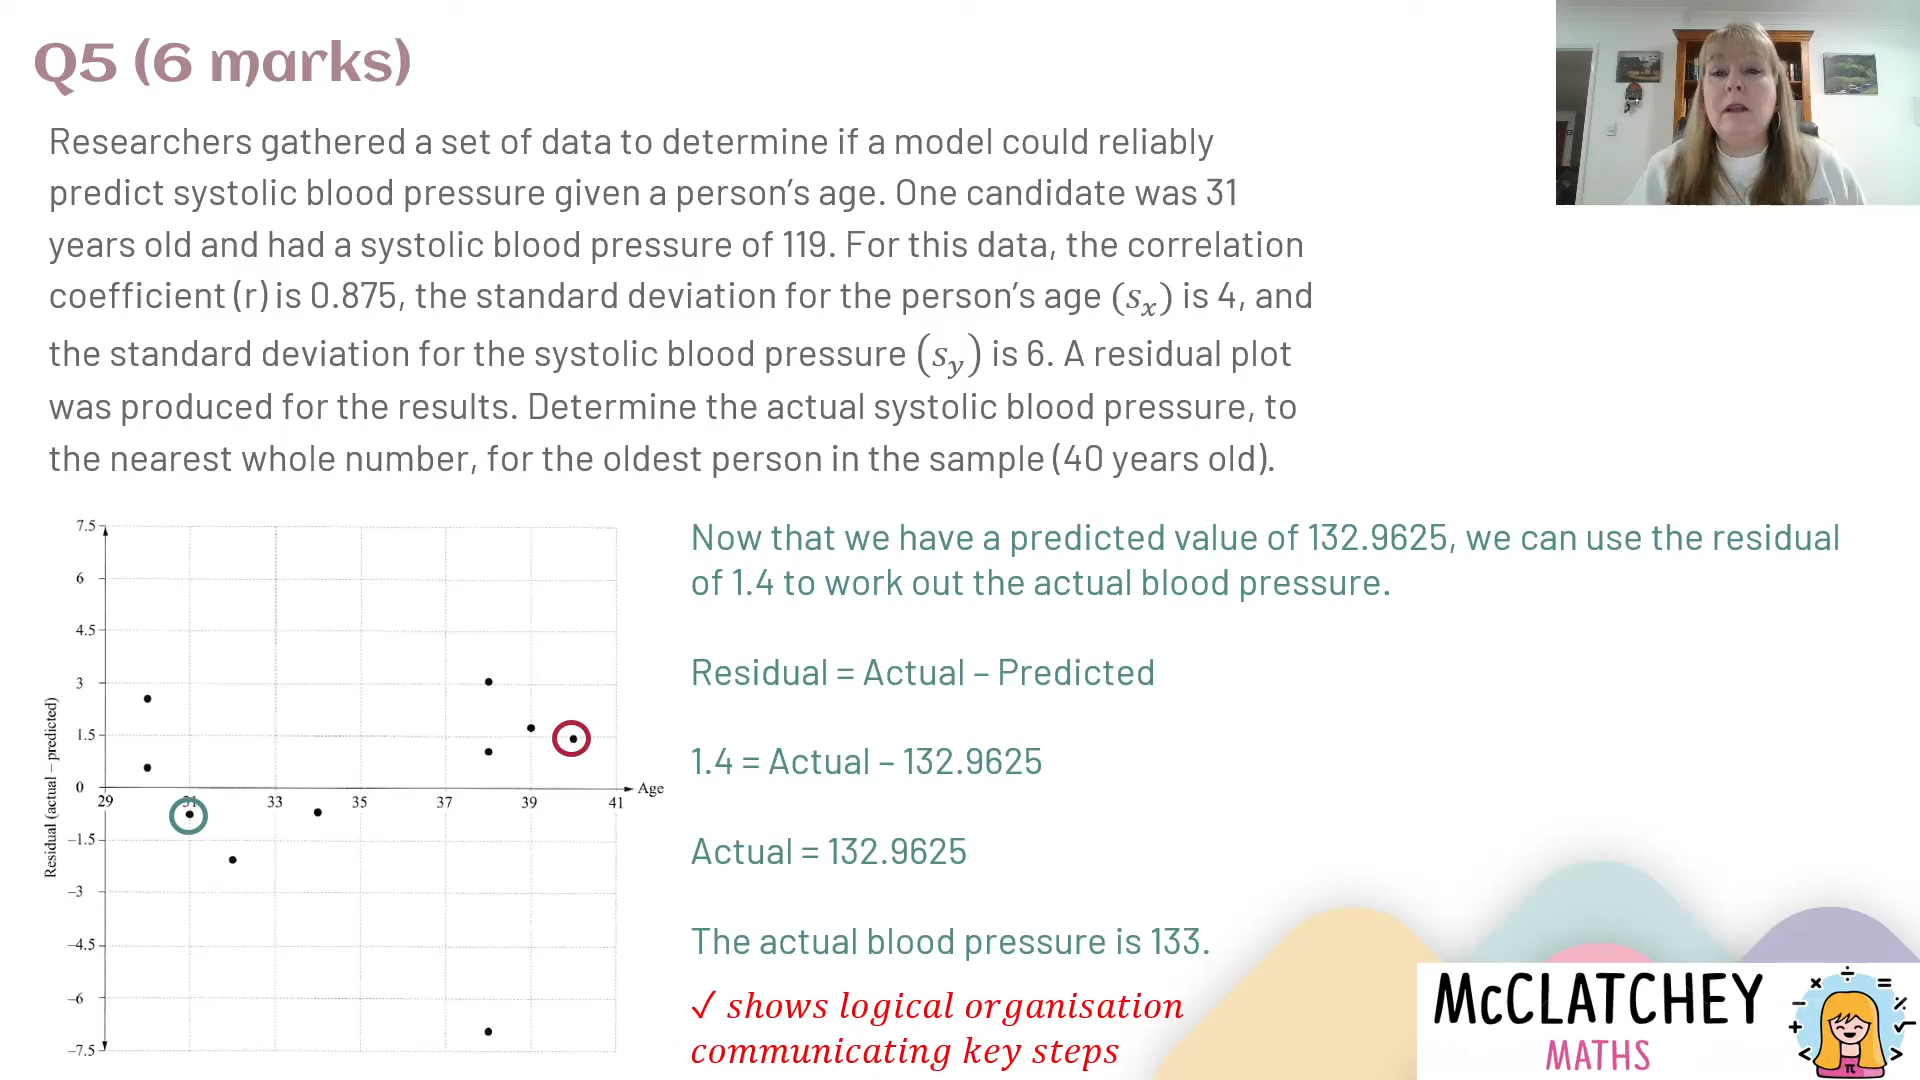 Q5 (6 marks)
Researchers gathered a set of data to determine if a model could reliably
predict systolic blood pressure given a person’s age. One candidate was 31
years old and had a systolic blood pressure of 119. For this data, the correlation
coefficient (r) is 0.875, the standard deviation for the person’s age (sₓ) is 4, and
the standard deviation for the systolic blood pressure (s_y) is 6. A residual plot
was produced for the results. Determine the actual systolic blood pressure, to
the nearest whole number, for the oldest person in the sample (40 years old).
7.5
6
4.5
3
1.5
0
–1.5
–3
–4.5
–6
–7.5
Residual (actual – predicted)
29 31 33 35 37 39 41
Age
Now that we have a predicted value of 132.9625, we can use the residual
of 1.4 to work out the actual blood pressure.
Residual = Actual – Predicted
1.4 = Actual – 132.9625
Actual = 132.9625
The actual blood pressure is 133.
✓ shows logical organisation
communicating key steps
McCLATCHEY
MATHS